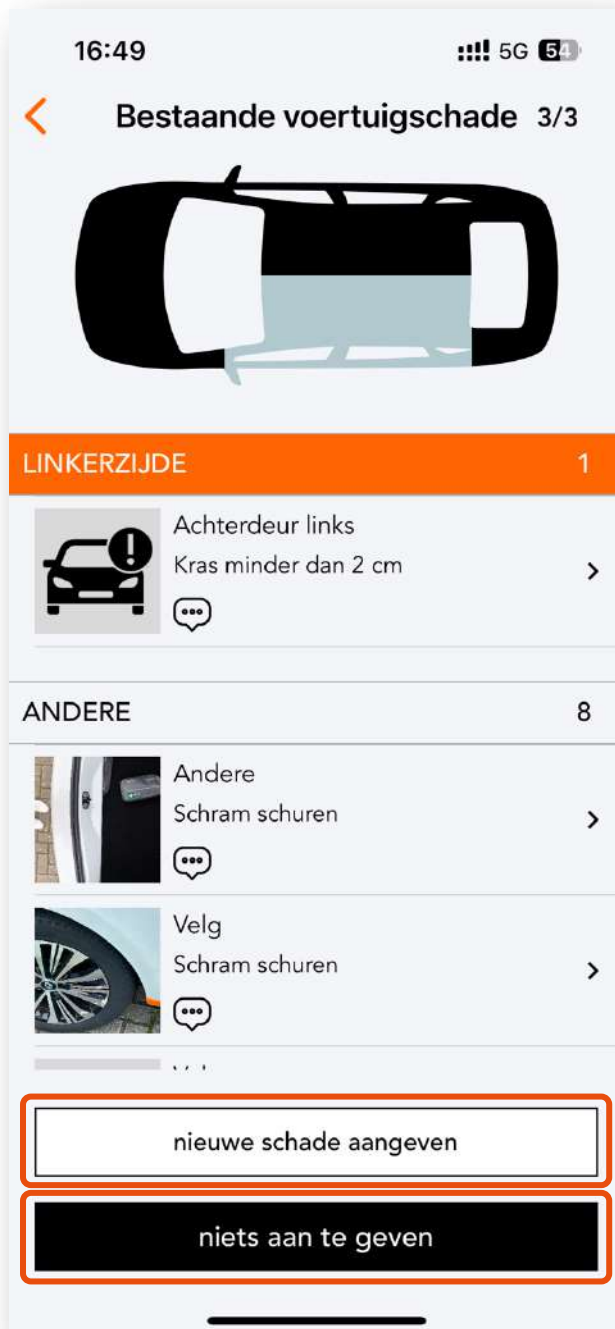 16:49 5G 54
Bestaande voertuigschade 3/3
LINKERZIJDE 1
Achterdeur links
Kras minder dan 2 cm
ANDERE 8
Andere
Schram schuren
Velg
Schram schuren
nieuwe schade aangeven
niets aan te geven